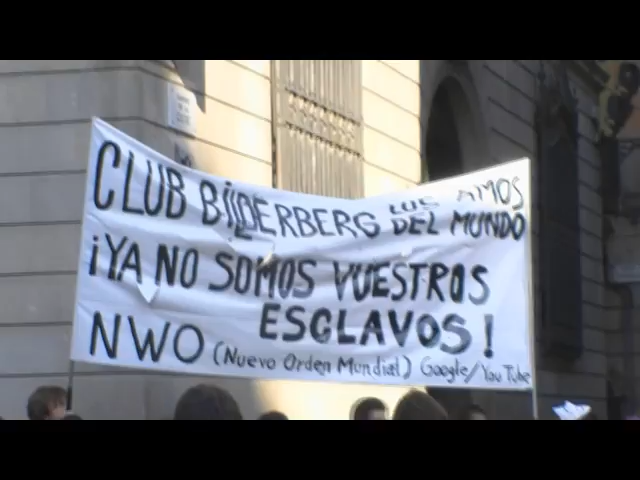 CLUB BILDERBERG LOS AMOS
DEL MUNDO
¡YA NO SOMOS VUESTROS
ESCLAVOS!
NWO (Nuevo Orden Mundial) Google/You Tube